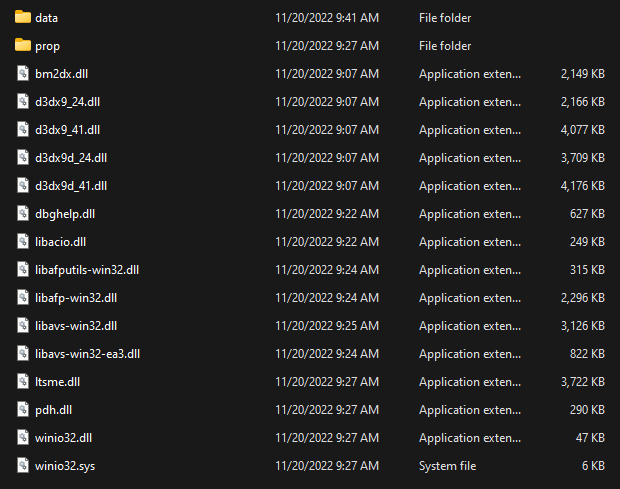 data 11/20/2022 9:41 AM File folder
prop 11/20/2022 9:27 AM File folder
bm2dx.dll 11/20/2022 9:07 AM Application exten... 2,149 KB
d3dx9_24.dll 11/20/2022 9:07 AM Application exten... 2,166 KB
d3dx9_41.dll 11/20/2022 9:07 AM Application exten... 4,077 KB
d3dx9d_24.dll 11/20/2022 9:07 AM Application exten... 3,709 KB
d3dx9d_41.dll 11/20/2022 9:07 AM Application exten... 4,176 KB
dbghelp.dll 11/20/2022 9:22 AM Application exten... 627 KB
libacio.dll 11/20/2022 9:22 AM Application exten... 249 KB
libafputils-win32.dll 11/20/2022 9:24 AM Application exten... 315 KB
libafp-win32.dll 11/20/2022 9:24 AM Application exten... 2,296 KB
libavs-win32.dll 11/20/2022 9:25 AM Application exten... 3,126 KB
libavs-win32-ea3.dll 11/20/2022 9:24 AM Application exten... 822 KB
ltsme.dll 11/20/2022 9:27 AM Application exten... 3,722 KB
pdh.dll 11/20/2022 9:27 AM Application exten... 290 KB
winio32.dll 11/20/2022 9:27 AM Application exten... 47 KB
winio32.sys 11/20/2022 9:27 AM System file 6 KB